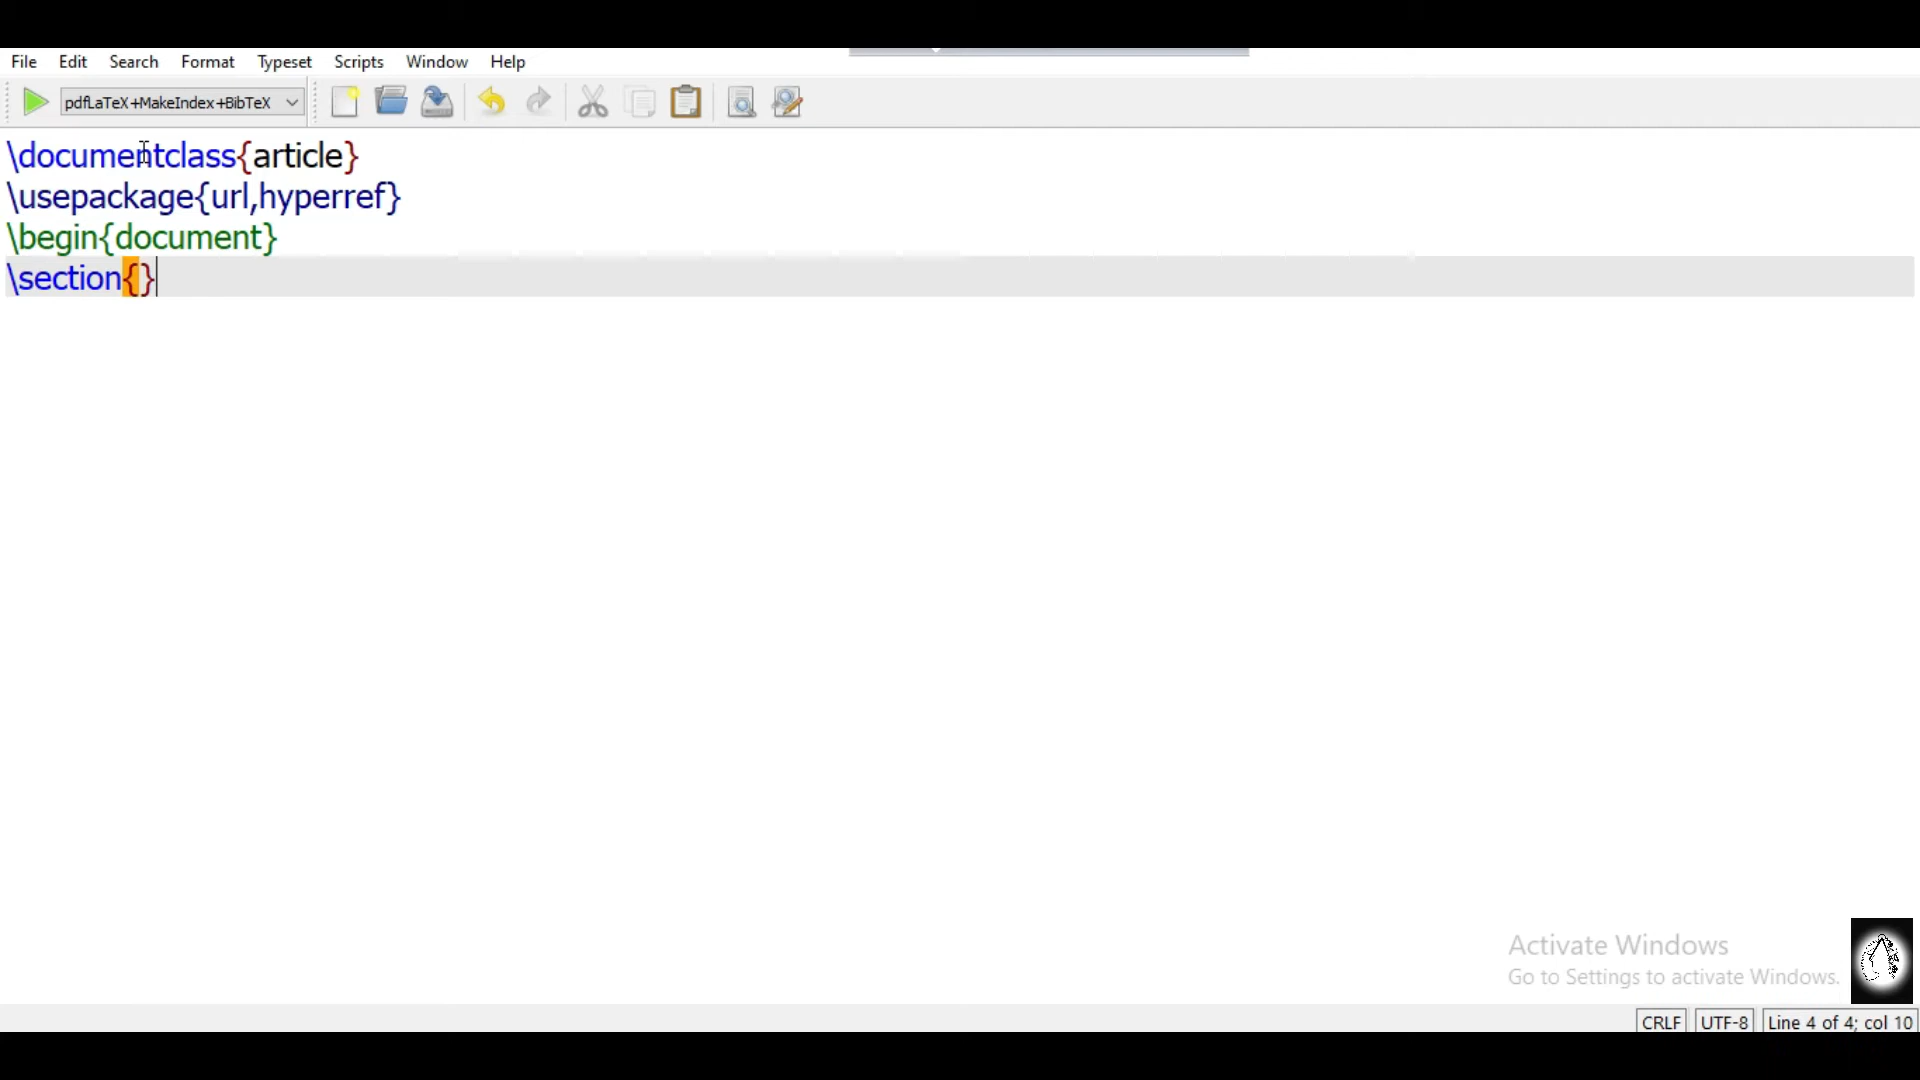 File Edit Search Format Typeset Scripts Window Help
pdfLaTeX+MakeIndex+BibTeX
\documentclass{article}
\usepackage{url,hyperref}
\begin{document}
\section{}
Activate Windows
Go to Settings to activate Windows.
CRLF UTF-8 Line 4 of 4; col 10